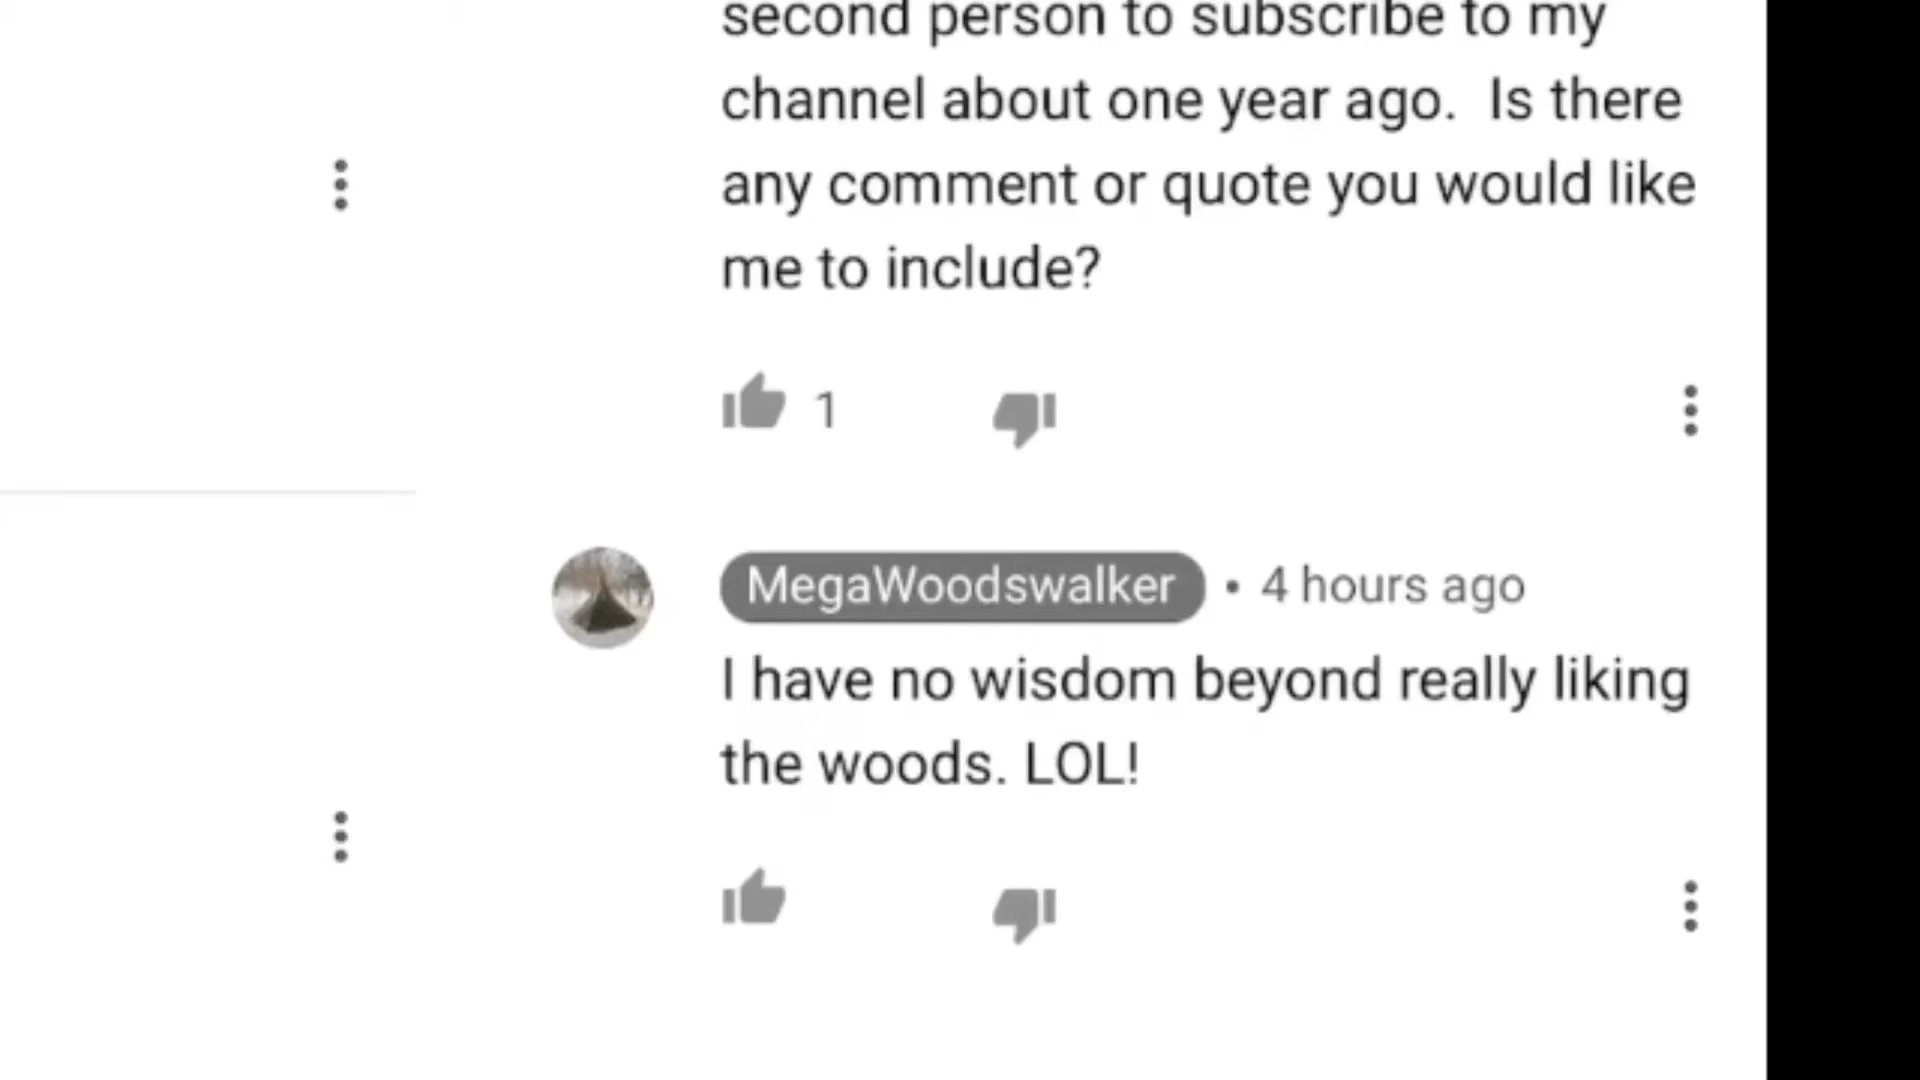 second person to subscribe to my
channel about one year ago.  Is there
any comment or quote you would like
me to include?
1
MegaWoodswalker • 4 hours ago
I have no wisdom beyond really liking
the woods. LOL!